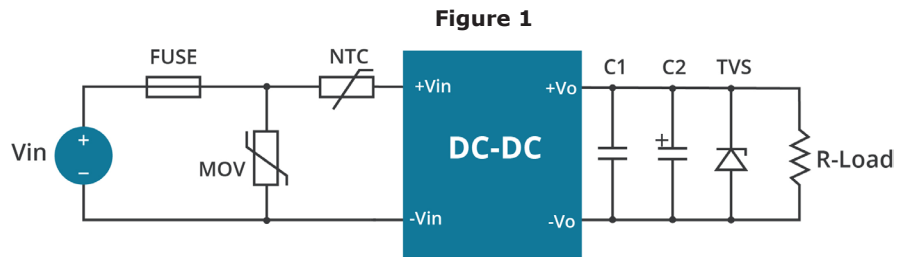 Figure 1
FUSE
NTC
C1
C2
TVS
+Vin
+Vo
Vin
+
−
MOV
DC-DC
+
R-Load
-Vin
-Vo